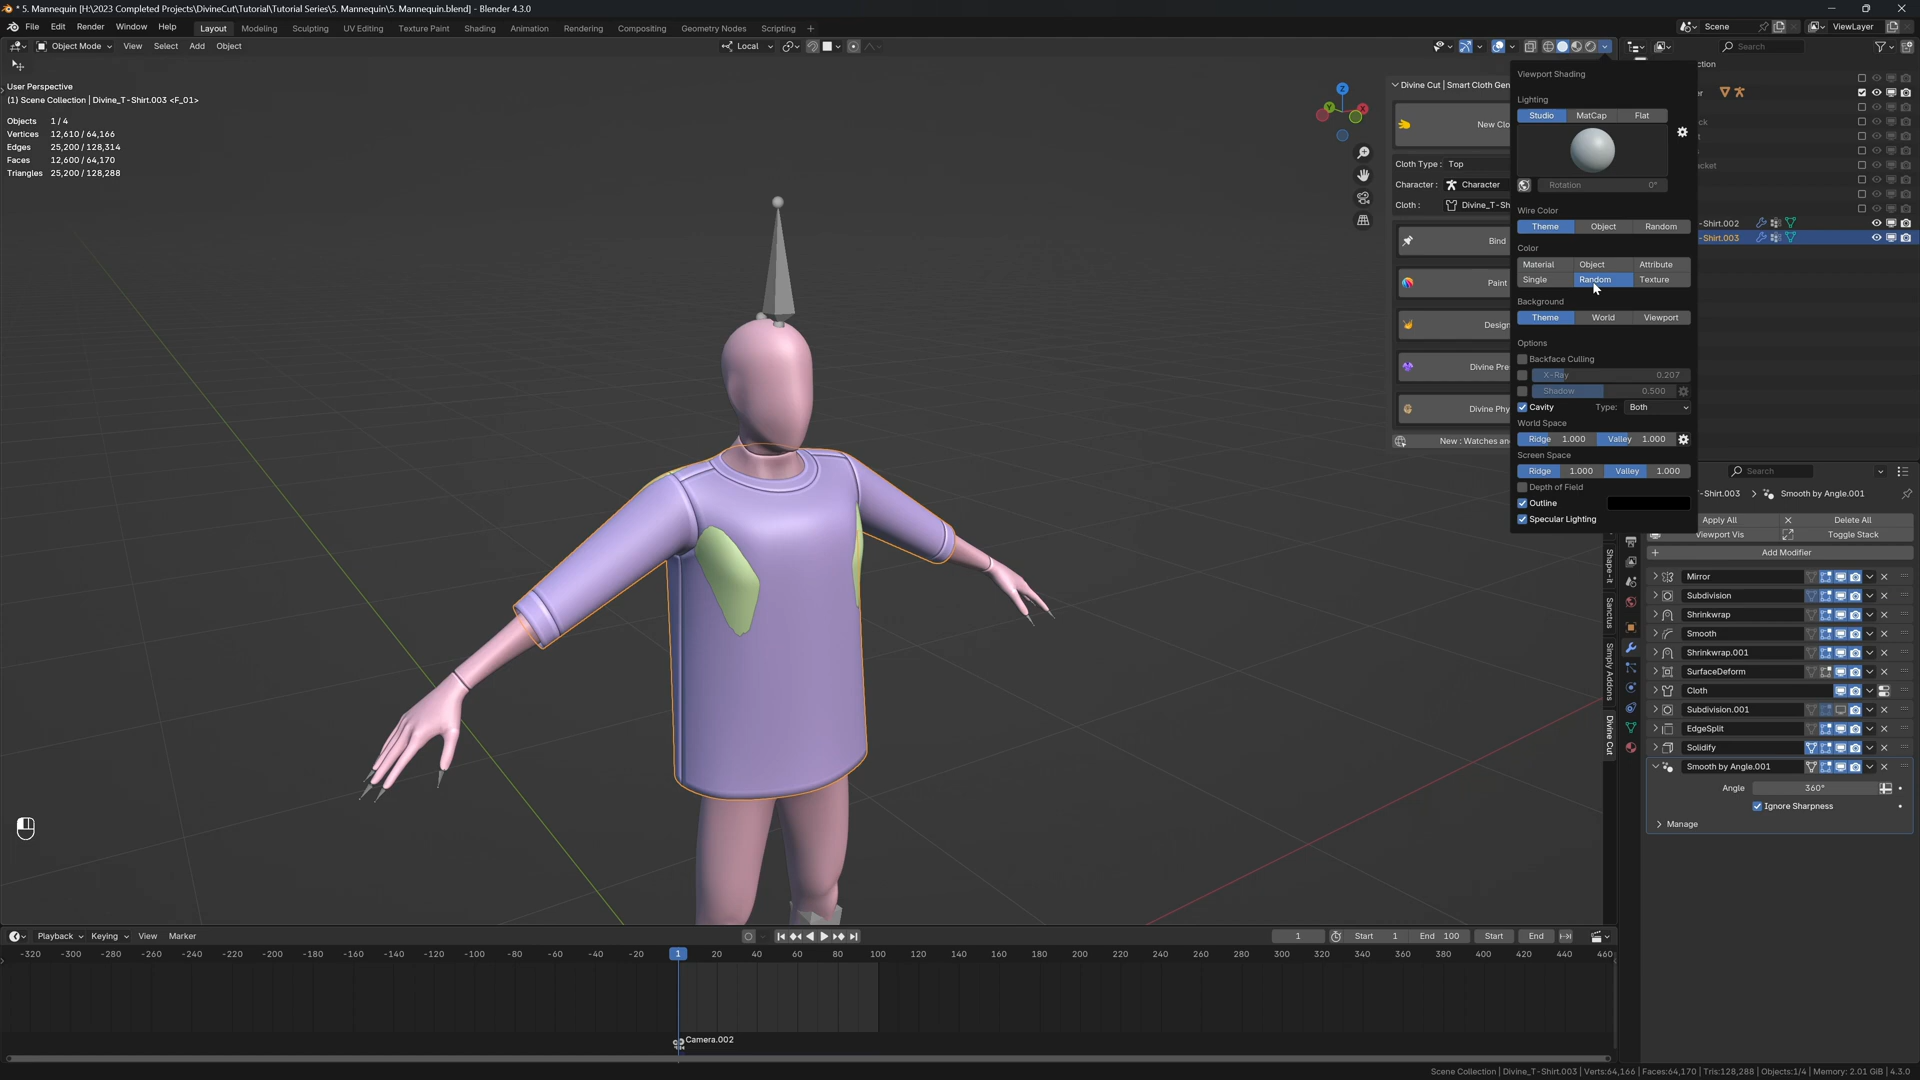 * 5. Mannequin [H:\2023 Completed Projects\DivineCut\Tutorial\Tutorial Series\5. Mannequin\5. Mannequin.blend] - Blender 4.3.0
File Edit Render Window Help Layout Modeling Sculpting UV Editing Texture Paint Shading Animation Rendering Compositing Geometry Nodes Scripting + Scene ViewLayer
Object Mode View Select Add Object Local Search
User Perspective
(1) Scene Collection | Divine_T-Shirt.003 <F_01>
Objects 1/4
Vertices 12,610 / 64,166
Edges 25,200 / 128,314
Faces 12,600 / 64,170
Triangles 25,200 / 128,288
Z
Y
X
Divine Cut | Smart Cloth Gen
New Clo
Cloth Type : Top
Character : Character
Cloth : Divine_T-Sh
Bind
Paint
Design
Divine Pre
Divine Phy
New : Watches an
Viewport Shading
Lighting
Studio MatCap Flat
Rotation 0°
Wire Color
Theme Object Random
Color
Material Object Attribute
Single Random Texture
Background
Theme World Viewport
Options
Backface Culling
X-Ray 0.207
Shadow 0.500
Cavity Type: Both
World Space
Ridge 1.000 Valley 1.000
Screen Space
Ridge 1.000 Valley 1.000
Depth of Field
Outline
Specular Lighting
ction
er
ck
t
s
cket
-Shirt.002
-Shirt.003
Search
-Shirt.003 > Smooth by Angle.001
Apply All Delete All
Viewport Vis Toggle Stack
Add Modifier
Mirror
Subdivision
Shrinkwrap
Smooth
Shrinkwrap.001
SurfaceDeform
Cloth
Subdivision.001
EdgeSplit
Solidify
Smooth by Angle.001
Angle 360°
Ignore Sharpness
Manage
Shape-it
Sanctus
Simply Addons
Divine Cut
Playback Keying View Marker 1 Start 1 End 100 Start End
-320 -300 -280 -260 -240 -220 -200 -180 -160 -140 -120 -100 -80 -60 -40 -20 1 20 40 60 80 100 120 140 160 180 200 220 240 260 280 300 320 340 360 380 400 420 440 460
Camera.002
Scene Collection | Divine_T-Shirt.003 | Verts:64,166 | Faces:64,170 | Tris:128,288 | Objects:1/4 | Memory: 2.01 GiB | 4.3.0